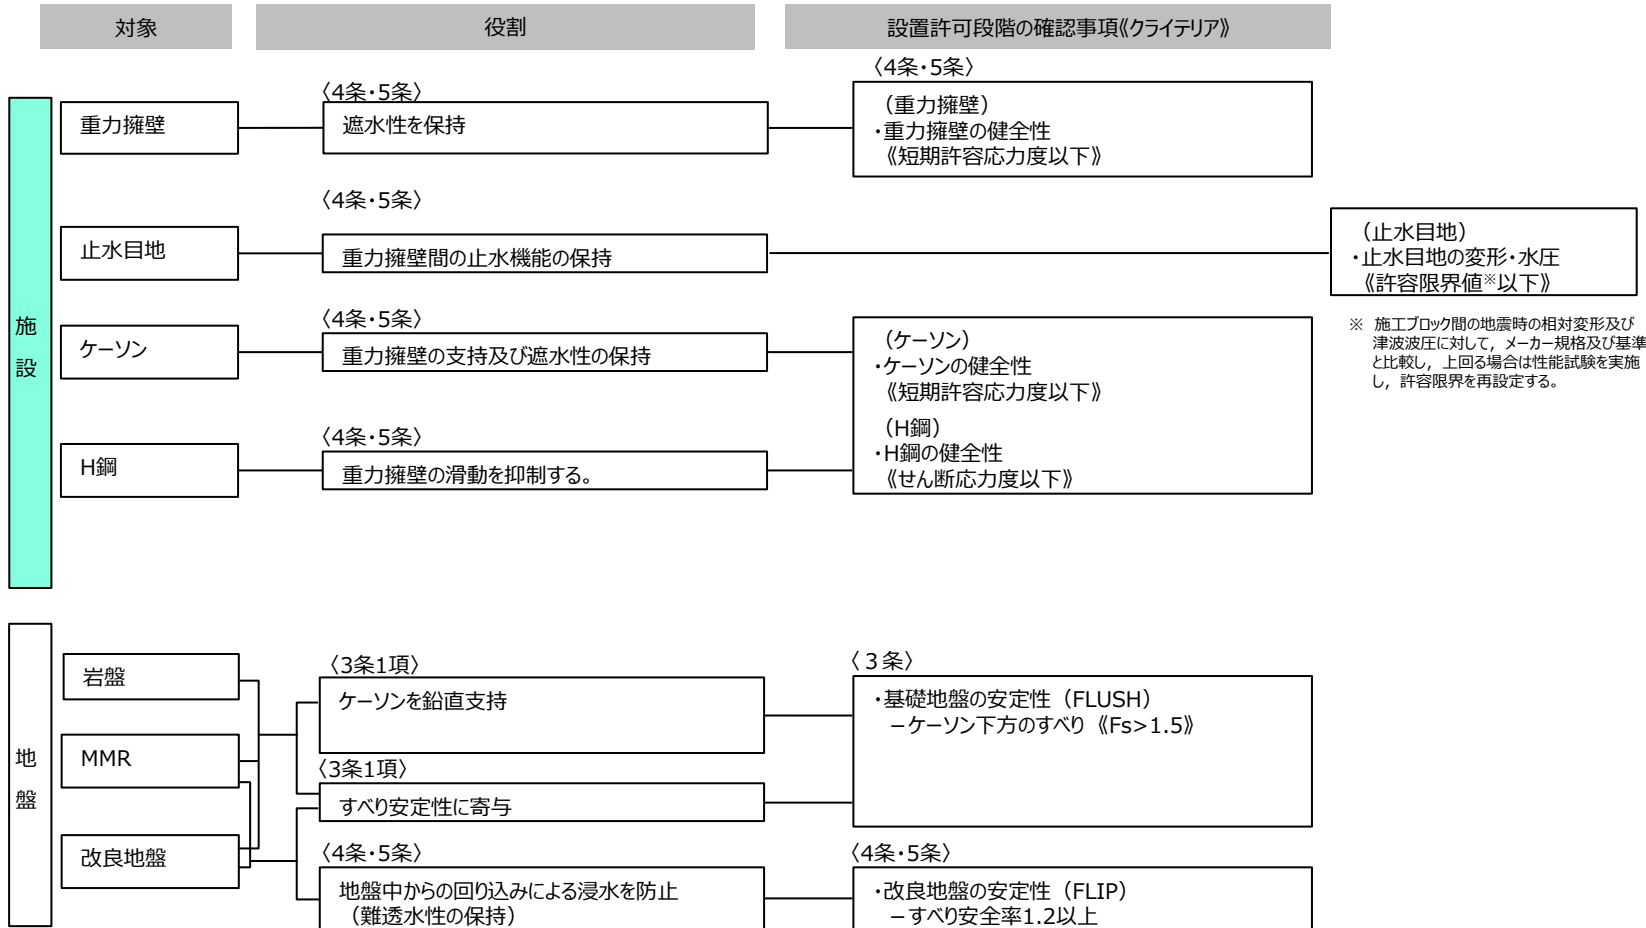 対象
役割
設置許可段階の確認事項《クライテリア》
施設
重力擁壁
〈4条・5条〉
遮水性を保持
〈4条・5条〉
（重力擁壁）
・重力擁壁の健全性
《短期許容応力度以下》
止水目地
〈4条・5条〉
重力擁壁間の止水機能の保持
（止水目地）
・止水目地の変形・水圧
《許容限界値※以下》
※ 施工ブロック間の地震時の相対変形及び
津波波圧に対して，メーカー規格及び基準
と比較し，上回る場合は性能試験を実施
し，許容限界を再設定する。
ケーソン
〈4条・5条〉
重力擁壁の支持及び遮水性の保持
（ケーソン）
・ケーソンの健全性
《短期許容応力度以下》
H鋼
〈4条・5条〉
重力擁壁の滑動を抑制する。
（H鋼）
・H鋼の健全性
《せん断応力度以下》
地盤
岩盤
MMR
改良地盤
〈3条1項〉
ケーソンを鉛直支持
〈3条1項〉
すべり安定性に寄与
〈３条〉
・基礎地盤の安定性（FLUSH）
－ケーソン下方のすべり《Fs>1.5》
〈4条・5条〉
地盤中からの回り込みによる浸水を防止
（難透水性の保持）
〈4条・5条〉
・改良地盤の安定性（FLIP）
－すべり安全率1.2以上